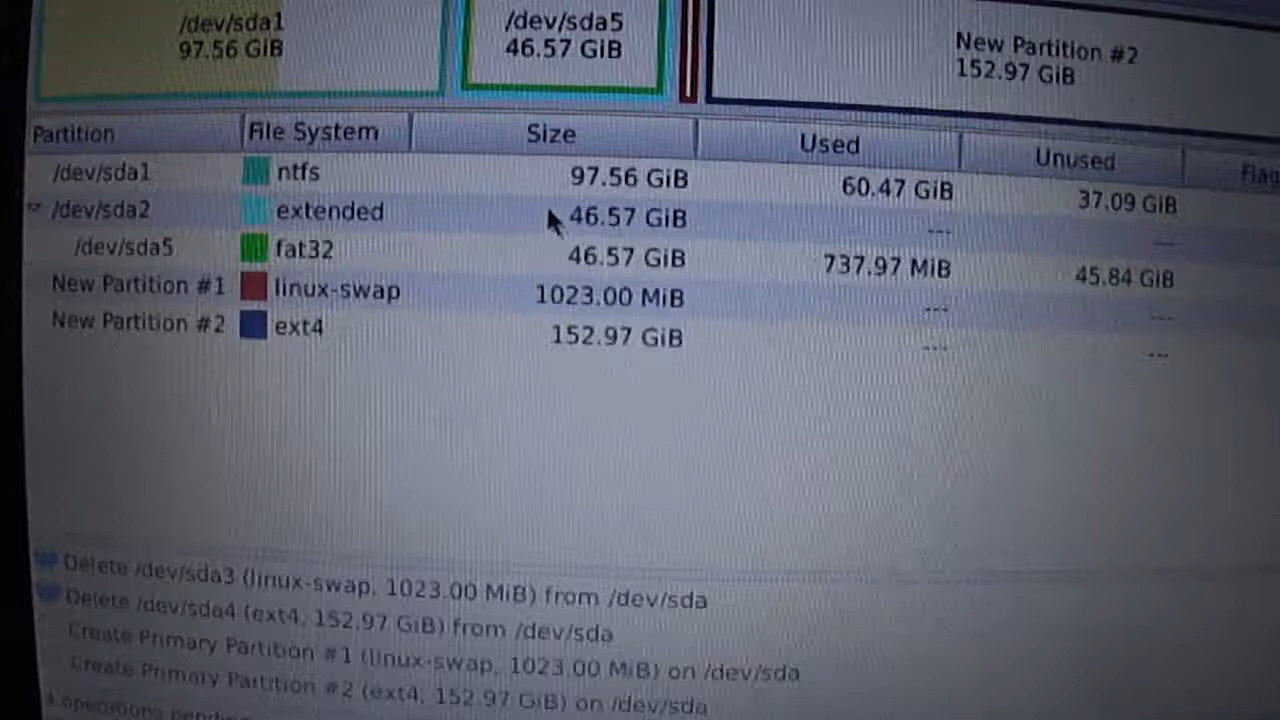 /dev/sda1 /dev/sda5 New Partition #2
97.56 GiB 46.57 GiB 152.97 GiB
Partition File System Size Used Unused Flag
/dev/sda1 ntfs 97.56 GiB 60.47 GiB 37.09 GiB
/dev/sda2 extended 46.57 GiB --- ---
/dev/sda5 fat32 46.57 GiB 737.97 MiB 45.84 GiB
New Partition #1 linux-swap 1023.00 MiB --- ---
New Partition #2 ext4 152.97 GiB --- ---
Delete /dev/sda3 (linux-swap, 1023.00 MiB) from /dev/sda
Delete /dev/sda4 (ext4, 152.97 GiB) from /dev/sda
Create Primary Partition #1 (linux-swap, 1023.00 MiB) on /dev/sda
Create Primary Partition #2 (ext4, 152.97 GiB) on /dev/sda
4 operations